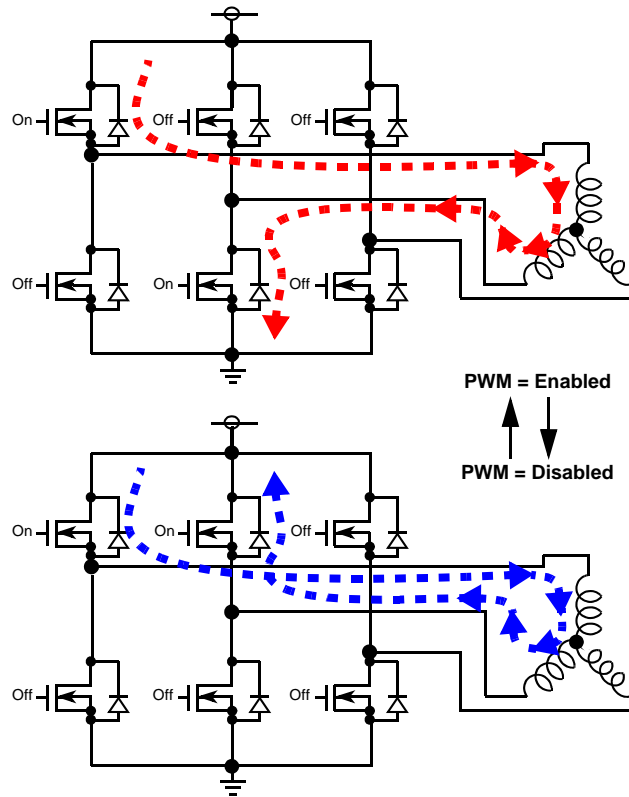 On
Off
Off
Off
On
Off
PWM = Enabled
PWM = Disabled
On
On
Off
Off
Off
Off